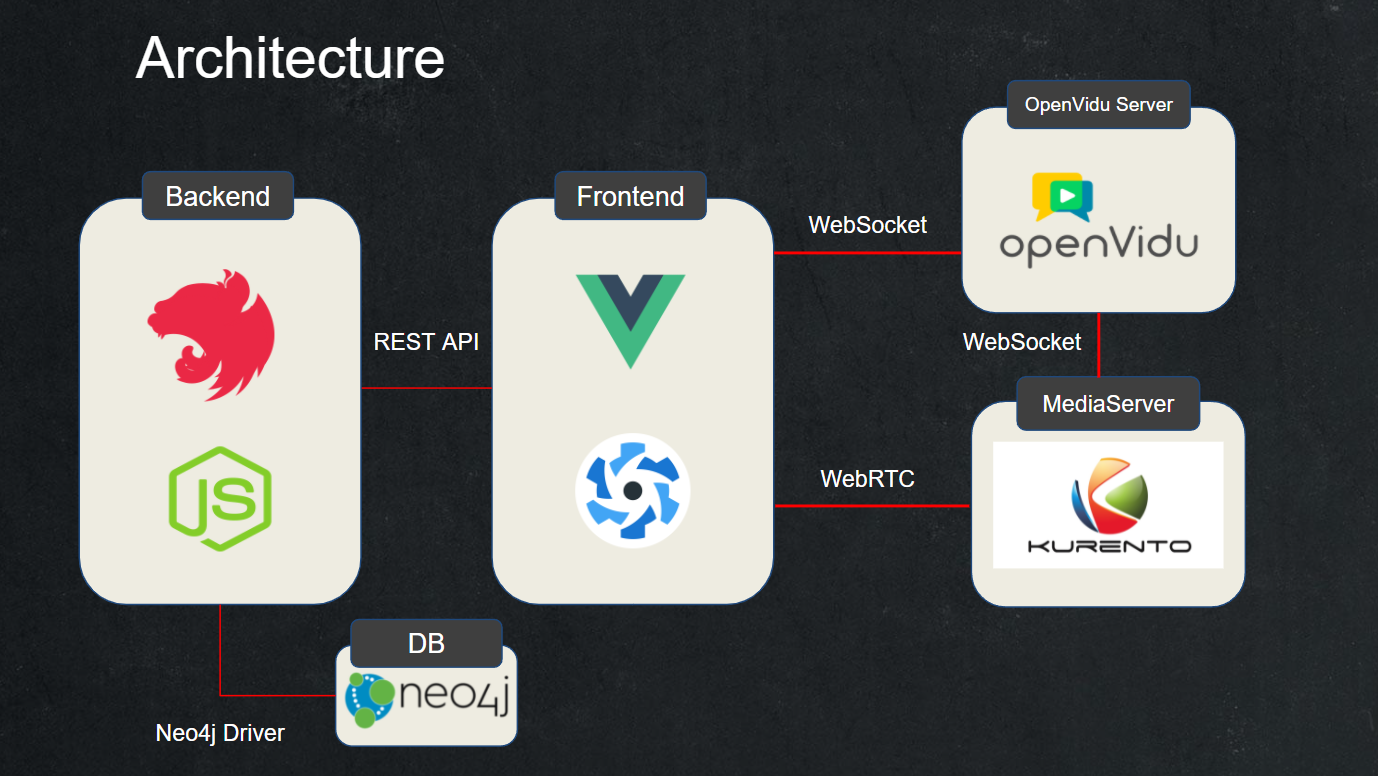 Architecture
OpenVidu Server
openVidu
Backend
Frontend
WebSocket
REST API
JS
WebSocket
MediaServer
WebRTC
KURENTO
DB
neo4j
Neo4j Driver